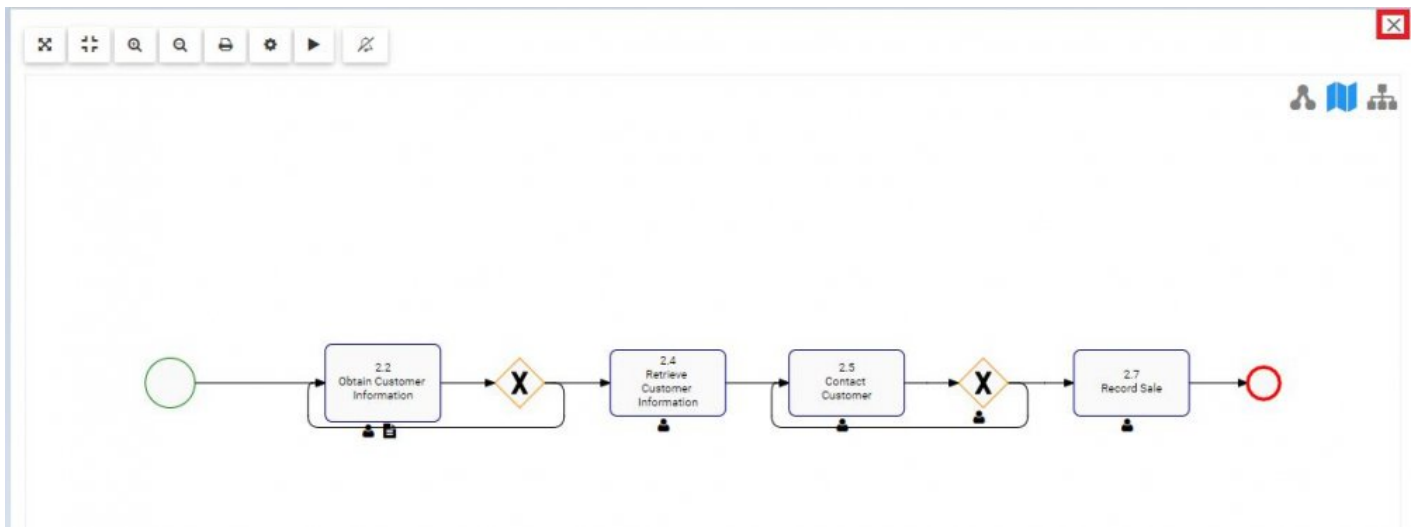 2.2
Obtain Customer
Information
X
2.4
Retrieve
Customer
Information
2.5
Contact
Customer
X
2.7
Record Sale